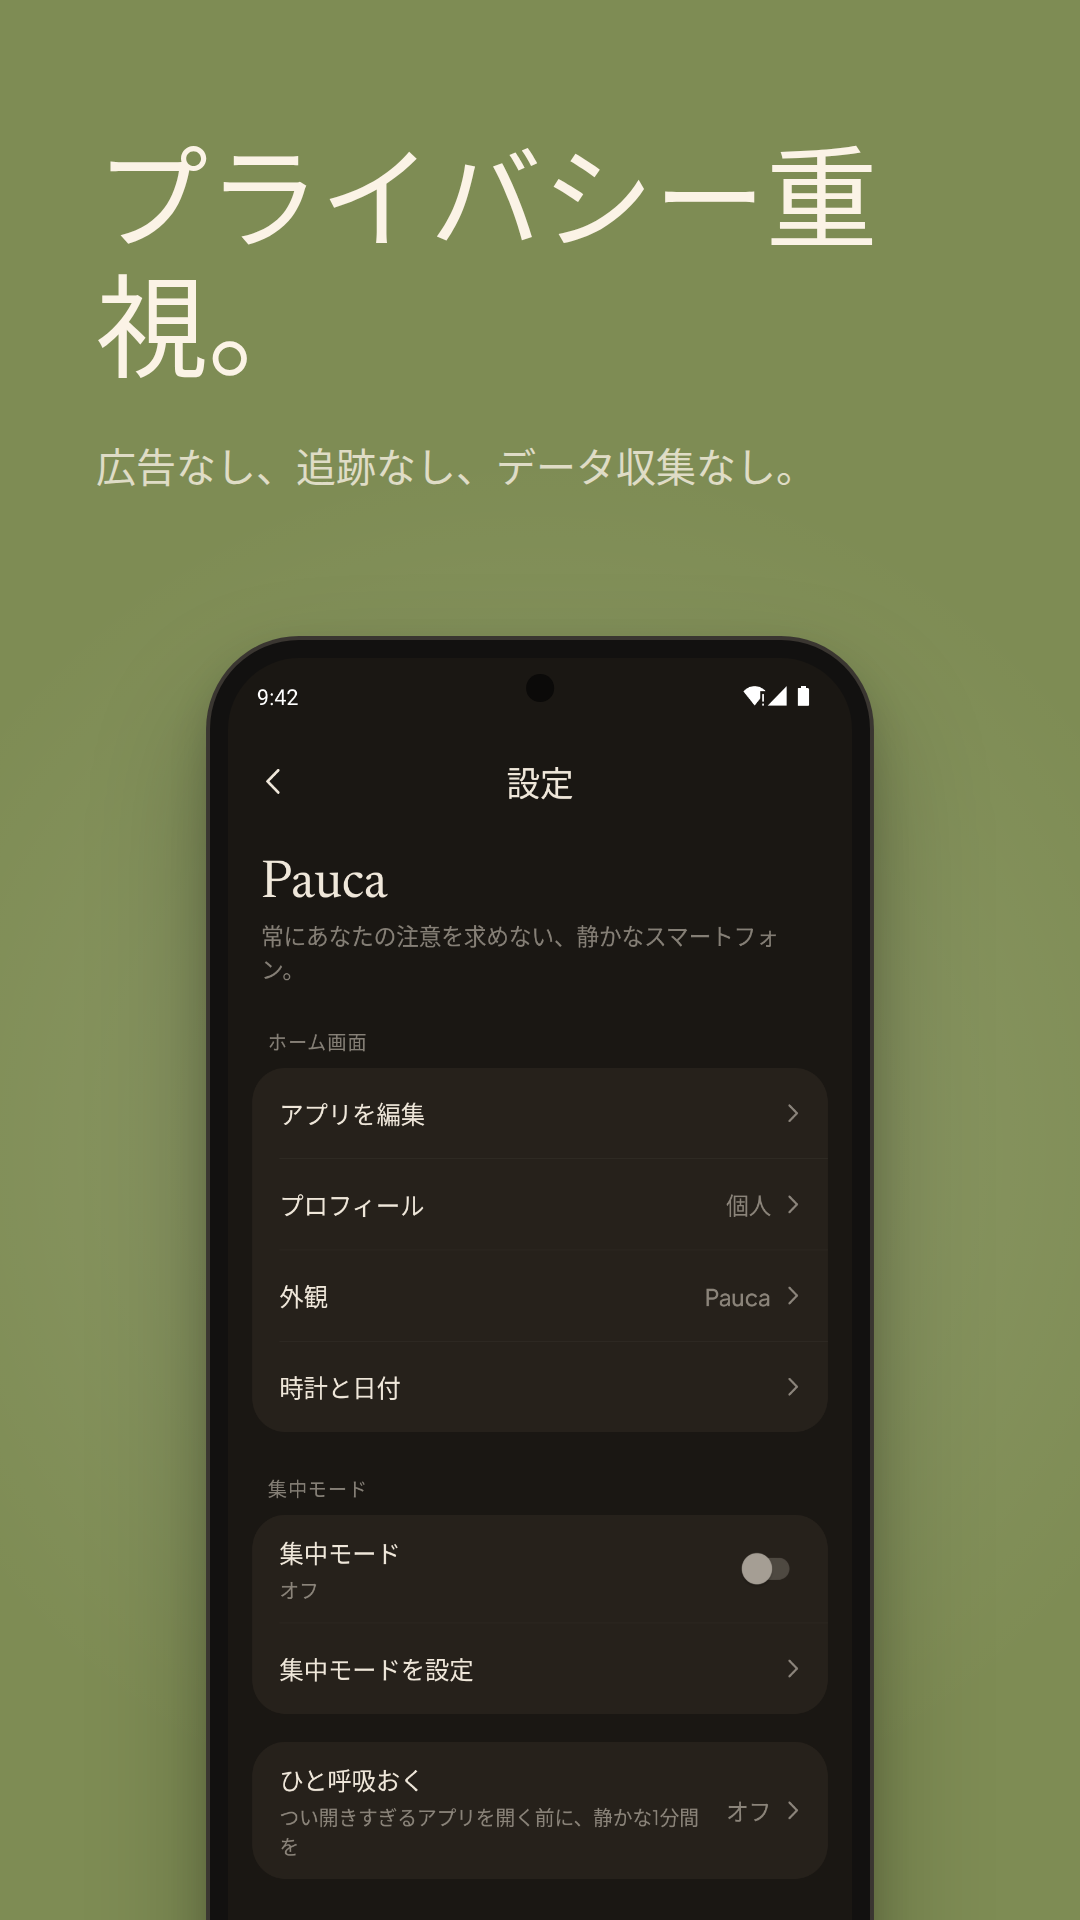 プライバシー重
視。
広告なし、追跡なし、データ収集なし。
9:42
設定
Pauca
常にあなたの注意を求めない、静かなスマートフォ
ン。
ホーム画面
アプリを編集
プロフィール 個人
外観 Pauca
時計と日付
集中モード
集中モード
オフ
集中モードを設定
ひと呼吸おく
つい開きすぎるアプリを開く前に、静かな1分間 オフ
を